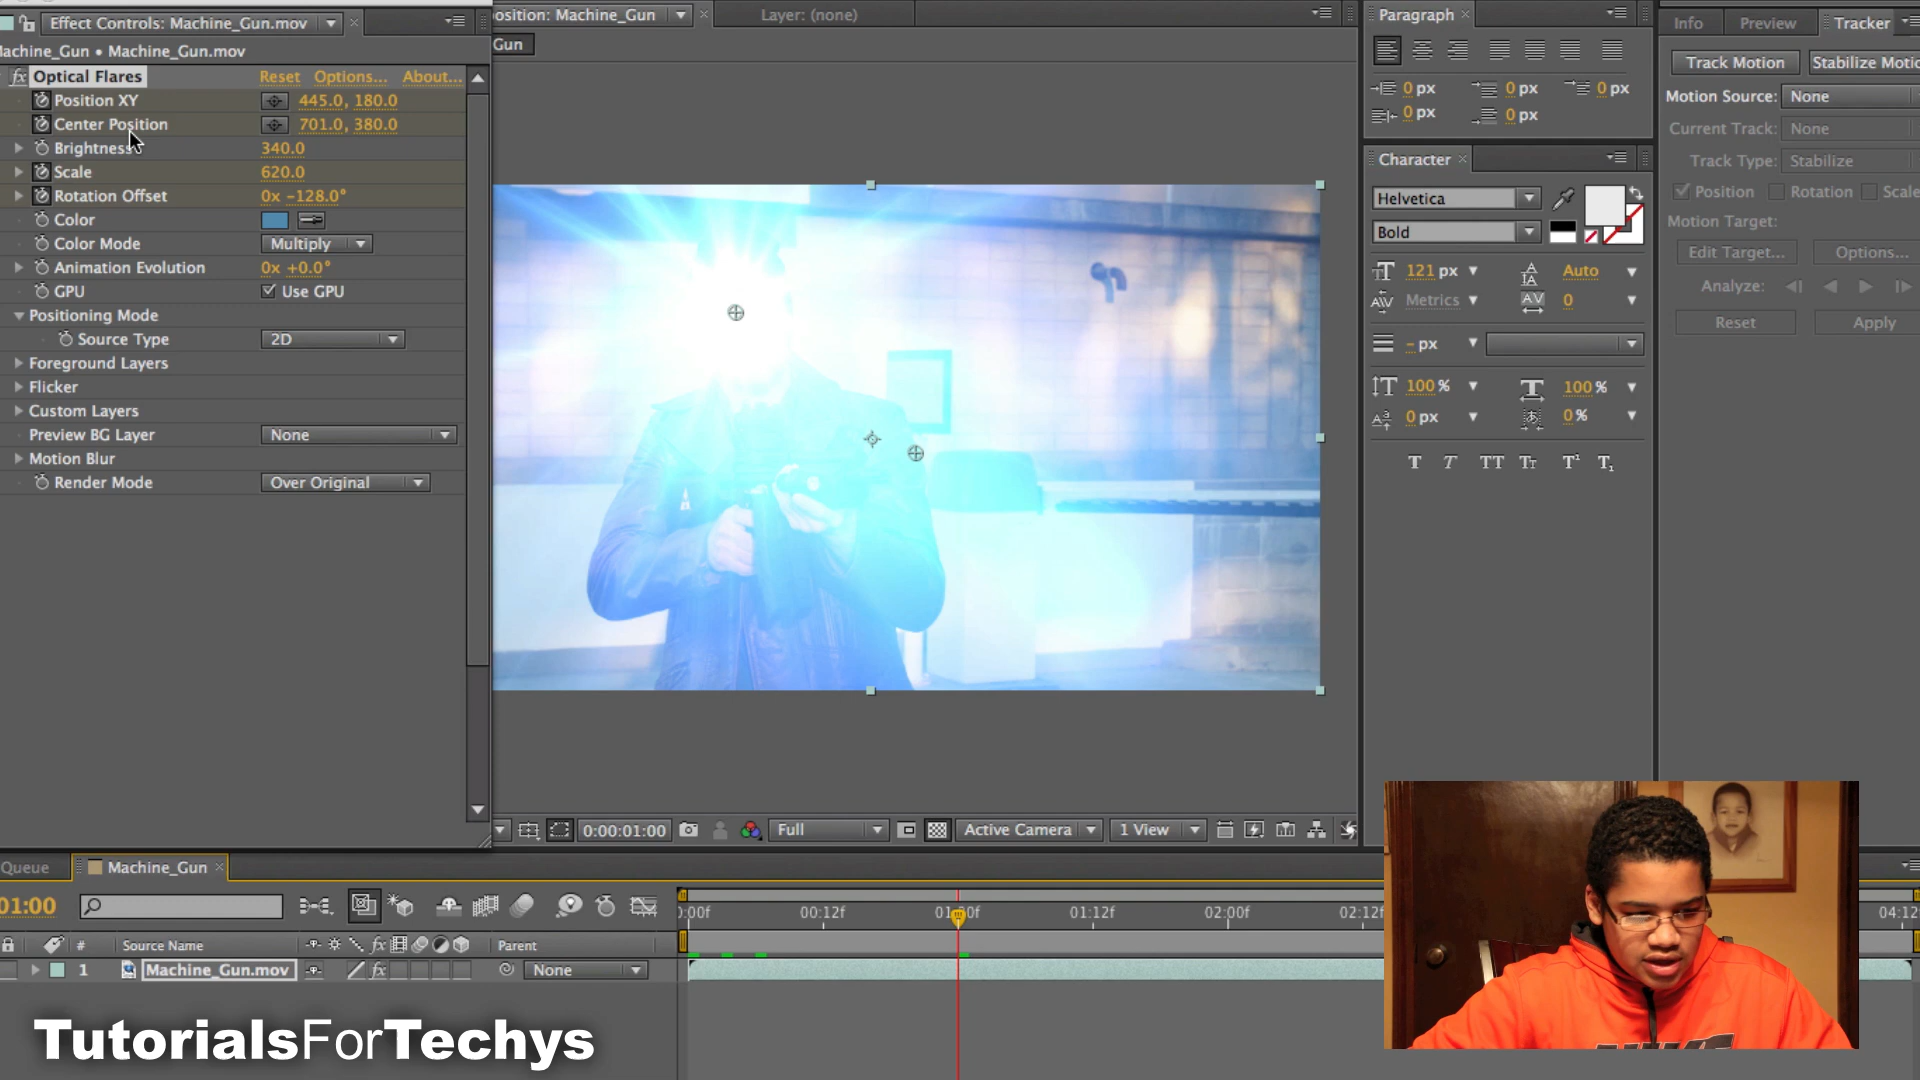 Effect Controls: Machine_Gun.mov
Machine_Gun • Machine_Gun.mov
fx Optical Flares Reset Options... About...
Position XY 445.0, 180.0
Center Position 701.0, 380.0
Brightness 340.0
Scale 620.0
Rotation Offset 0x -128.0°
Color
Color Mode Multiply
Animation Evolution 0x +0.0°
GPU Use GPU
Positioning Mode
Source Type 2D
Foreground Layers
Flicker
Custom Layers
Preview BG Layer None
Motion Blur
Render Mode Over Original
osition: Machine_Gun Layer: (none)
Gun
0:00:01:00 Full Active Camera 1 View
Paragraph
0 px 0 px 0 px
0 px 0 px
Character
Helvetica
Bold
121 px Auto
Metrics 0
- px
100 % 100 %
0 px 0 %
T T TT Tr T¹ T₁
Info Preview Tracker
Track Motion Stabilize Motio
Motion Source: None
Current Track: None
Track Type: Stabilize
Position Rotation Scale
Motion Target:
Edit Target... Options...
Analyze:
Reset Apply
Queue Machine_Gun
01:00
:00f 00:12f 01:00f 01:12f 02:00f 02:12f 04:12
# Source Name fx Parent
1 Machine_Gun.mov fx None
TutorialsForTechys